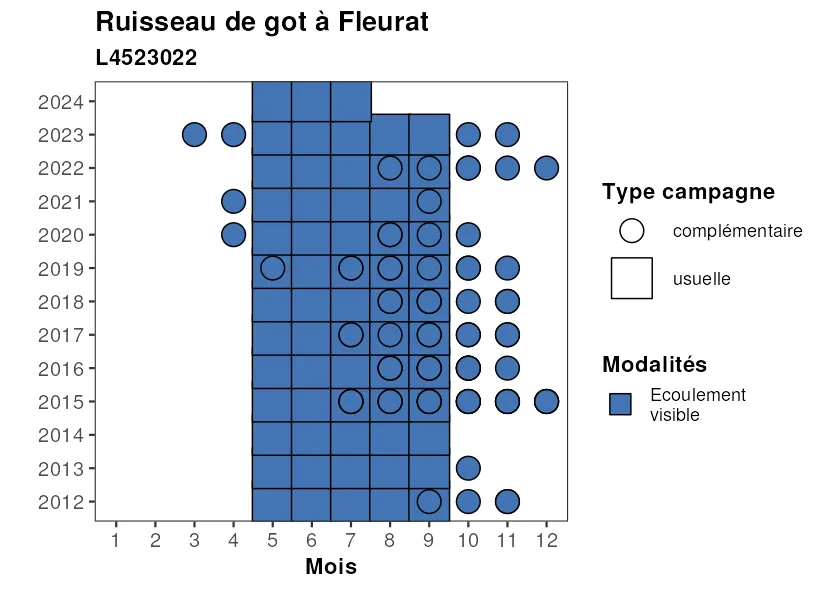 Ruisseau de got à Fleurat
L4523022
2024
2023
2022
2021
2020
2019
2018
2017
2016
2015
2014
2013
2012
1 2 3 4 5 6 7 8 9 10 11 12
Mois
Type campagne
complémentaire
usuelle
Modalités
Ecoulement
visible